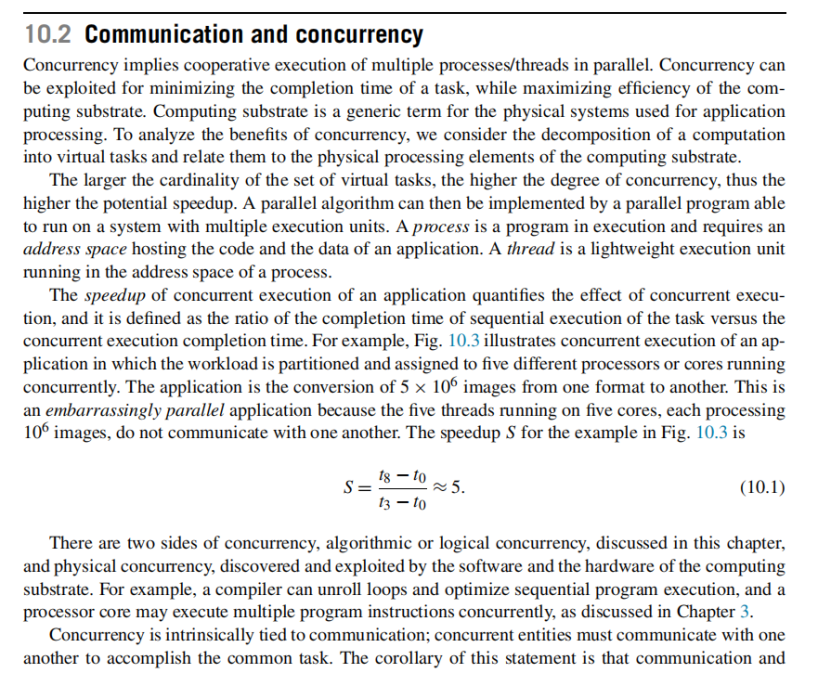 10.2 Communication and concurrency
Concurrency implies cooperative execution of multiple processes/threads in parallel. Concurrency can
be exploited for minimizing the completion time of a task, while maximizing efficiency of the com-
puting substrate. Computing substrate is a generic term for the physical systems used for application
processing. To analyze the benefits of concurrency, we consider the decomposition of a computation
into virtual tasks and relate them to the physical processing elements of the computing substrate.
The larger the cardinality of the set of virtual tasks, the higher the degree of concurrency, thus the
higher the potential speedup. A parallel algorithm can then be implemented by a parallel program able
to run on a system with multiple execution units. A process is a program in execution and requires an
address space hosting the code and the data of an application. A thread is a lightweight execution unit
running in the address space of a process.
The speedup of concurrent execution of an application quantifies the effect of concurrent execu-
tion, and it is defined as the ratio of the completion time of sequential execution of the task versus the
concurrent execution completion time. For example, Fig. 10.3 illustrates concurrent execution of an ap-
plication in which the workload is partitioned and assigned to five different processors or cores running
concurrently. The application is the conversion of 5 × 10⁶ images from one format to another. This is
an embarrassingly parallel application because the five threads running on five cores, each processing
10⁶ images, do not communicate with one another. The speedup S for the example in Fig. 10.3 is
S = (t₈ − t₀)/(t₃ − t₀) ≈ 5. (10.1)
There are two sides of concurrency, algorithmic or logical concurrency, discussed in this chapter,
and physical concurrency, discovered and exploited by the software and the hardware of the computing
substrate. For example, a compiler can unroll loops and optimize sequential program execution, and a
processor core may execute multiple program instructions concurrently, as discussed in Chapter 3.
Concurrency is intrinsically tied to communication; concurrent entities must communicate with one
another to accomplish the common task. The corollary of this statement is that communication and